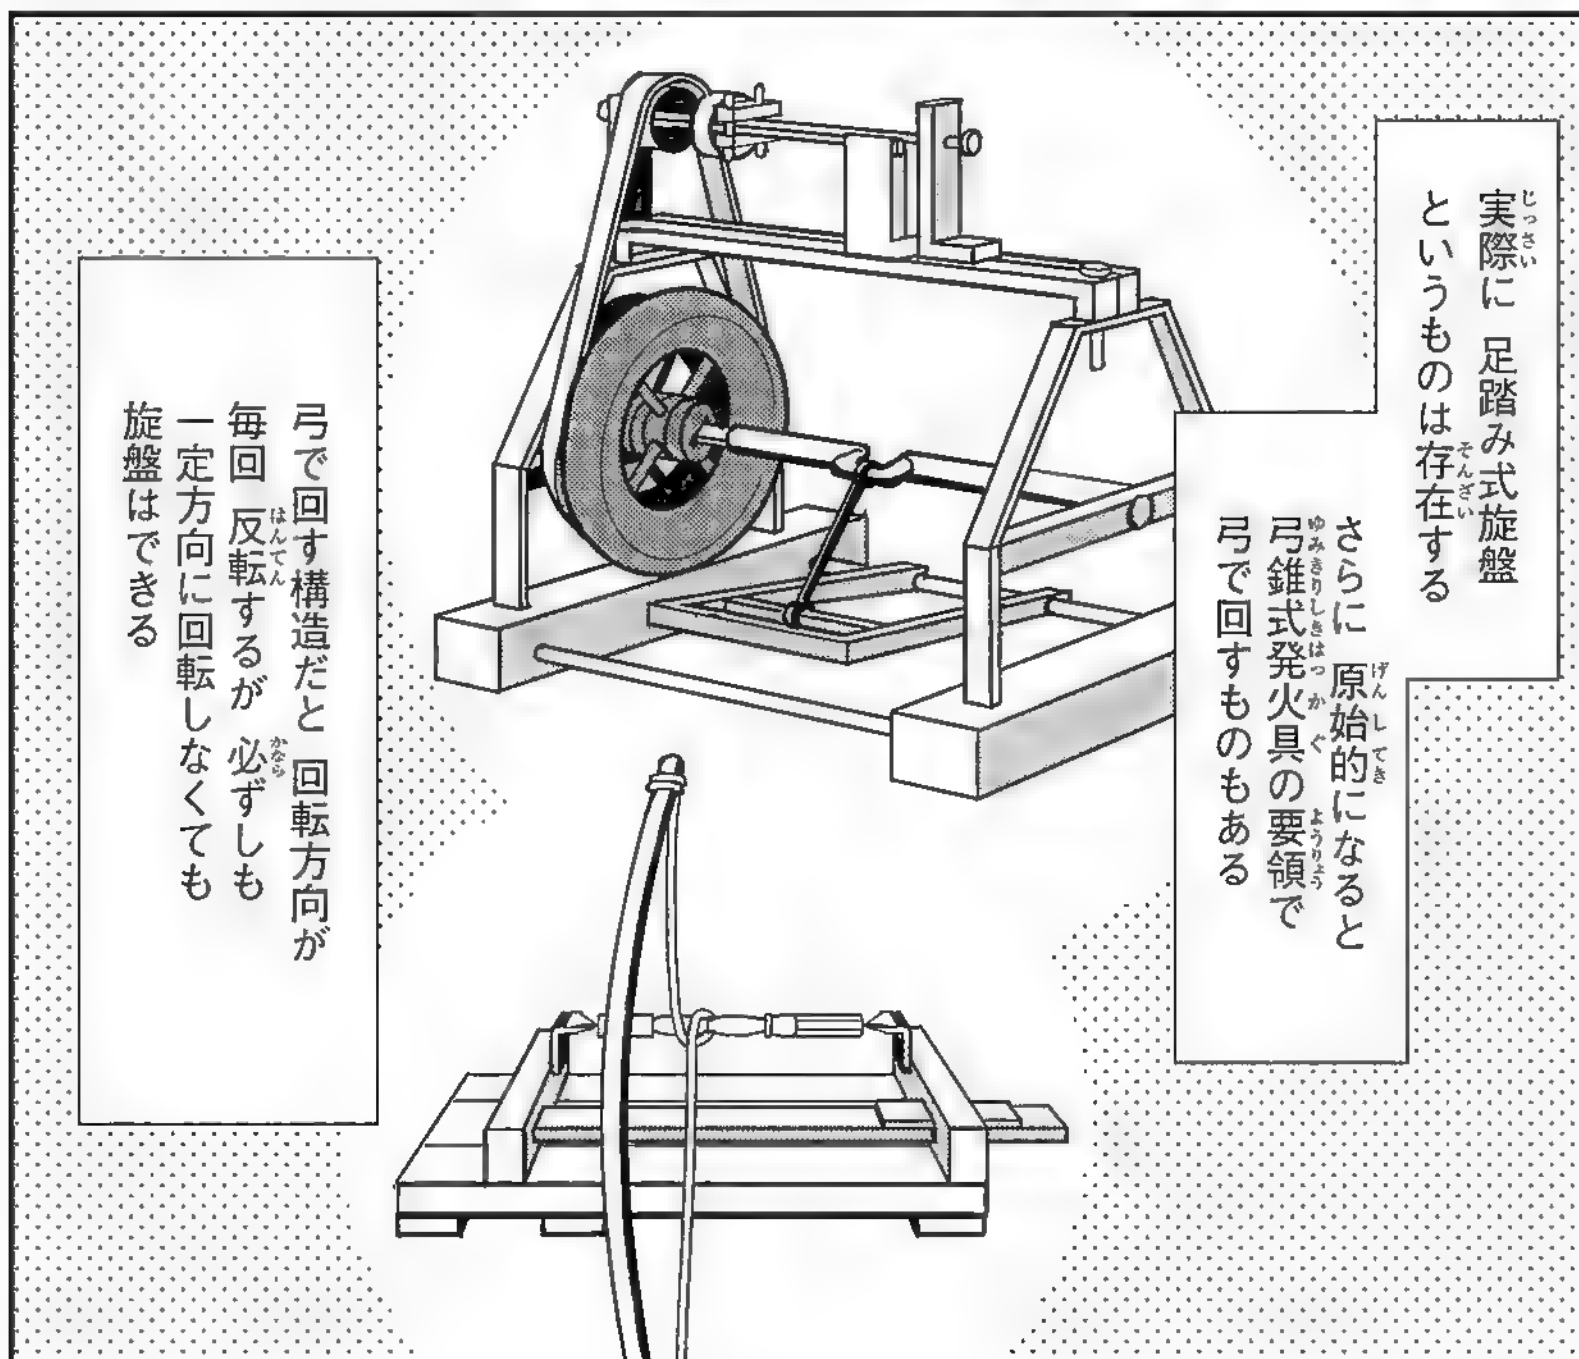 実際に 足踏み式旋盤
というものは存在する
さらに 原始的になると
弓錐式発火具の要領で
弓で回すものもある
弓で回す構造だと 回転方向が
毎回 反転するが 必ずしも
一定方向に回転しなくても
旋盤はできる